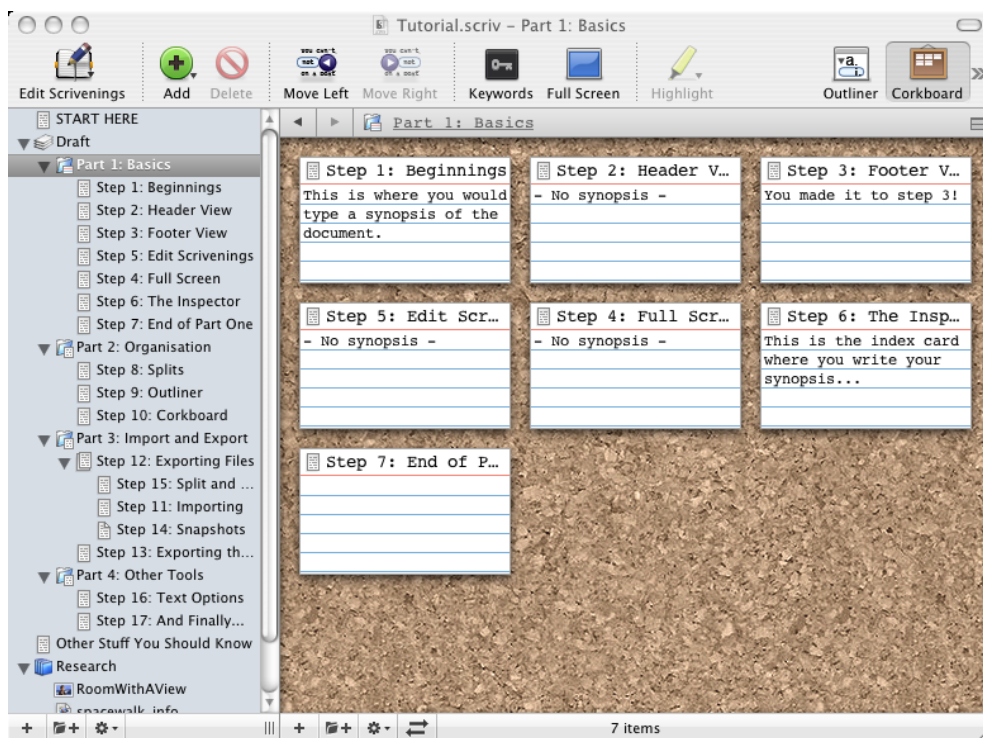 Tutorial.scriv – Part 1: Basics
Edit Scrivenings Add Delete Move Left Move Right Keywords Full Screen Highlight Outliner Corkboard
START HERE
Draft
Part 1: Basics
Step 1: Beginnings
Step 2: Header View
Step 3: Footer View
Step 5: Edit Scrivenings
Step 4: Full Screen
Step 6: The Inspector
Step 7: End of Part One
Part 2: Organisation
Step 8: Splits
Step 9: Outliner
Step 10: Corkboard
Part 3: Import and Export
Step 12: Exporting Files
Step 15: Split and ...
Step 11: Importing
Step 14: Snapshots
Step 13: Exporting th...
Part 4: Other Tools
Step 16: Text Options
Step 17: And Finally...
Other Stuff You Should Know
Research
RoomWithAView
spacewalk_info
Part 1: Basics
Step 1: Beginnings
This is where you would
type a synopsis of the
document.
Step 2: Header V...
– No synopsis –
Step 3: Footer V...
You made it to step 3!
Step 5: Edit Scr...
– No synopsis –
Step 4: Full Scr...
– No synopsis –
Step 6: The Insp...
This is the index card
where you write your
synopsis...
Step 7: End of P...
7 items